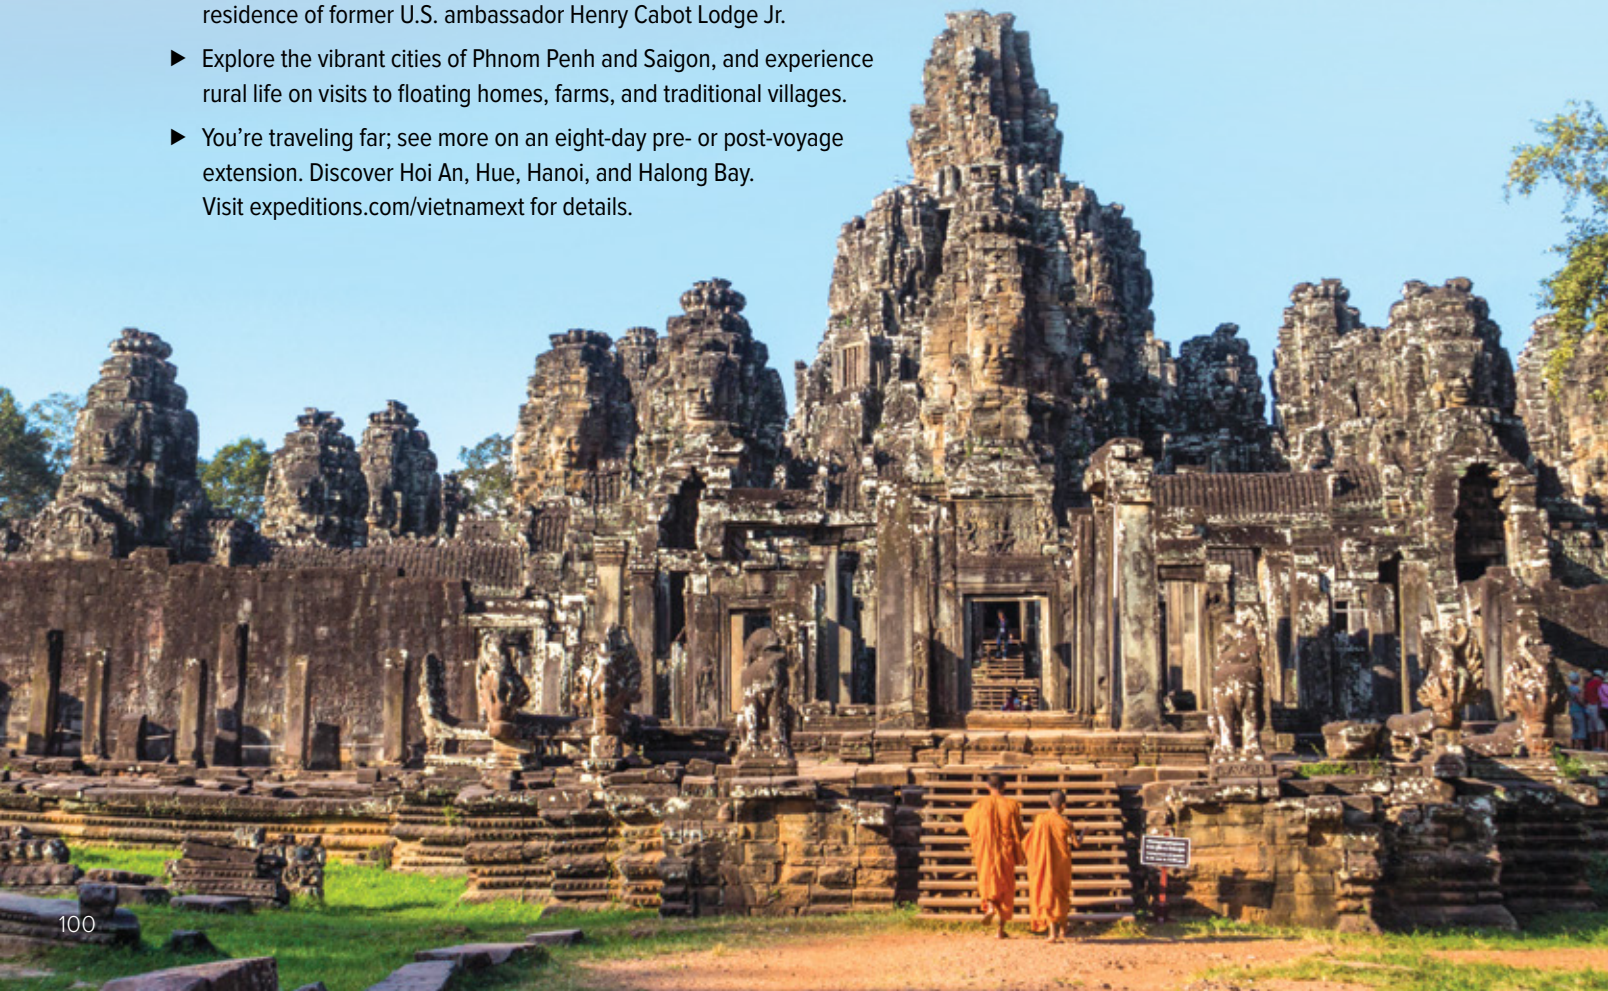 residence of former U.S. ambassador Henry Cabot Lodge Jr.
▶ Explore the vibrant cities of Phnom Penh and Saigon, and experience
rural life on visits to floating homes, farms, and traditional villages.
▶ You’re traveling far; see more on an eight-day pre- or post-voyage
extension. Discover Hoi An, Hue, Hanoi, and Halong Bay.
Visit expeditions.com/vietnamext for details.
100